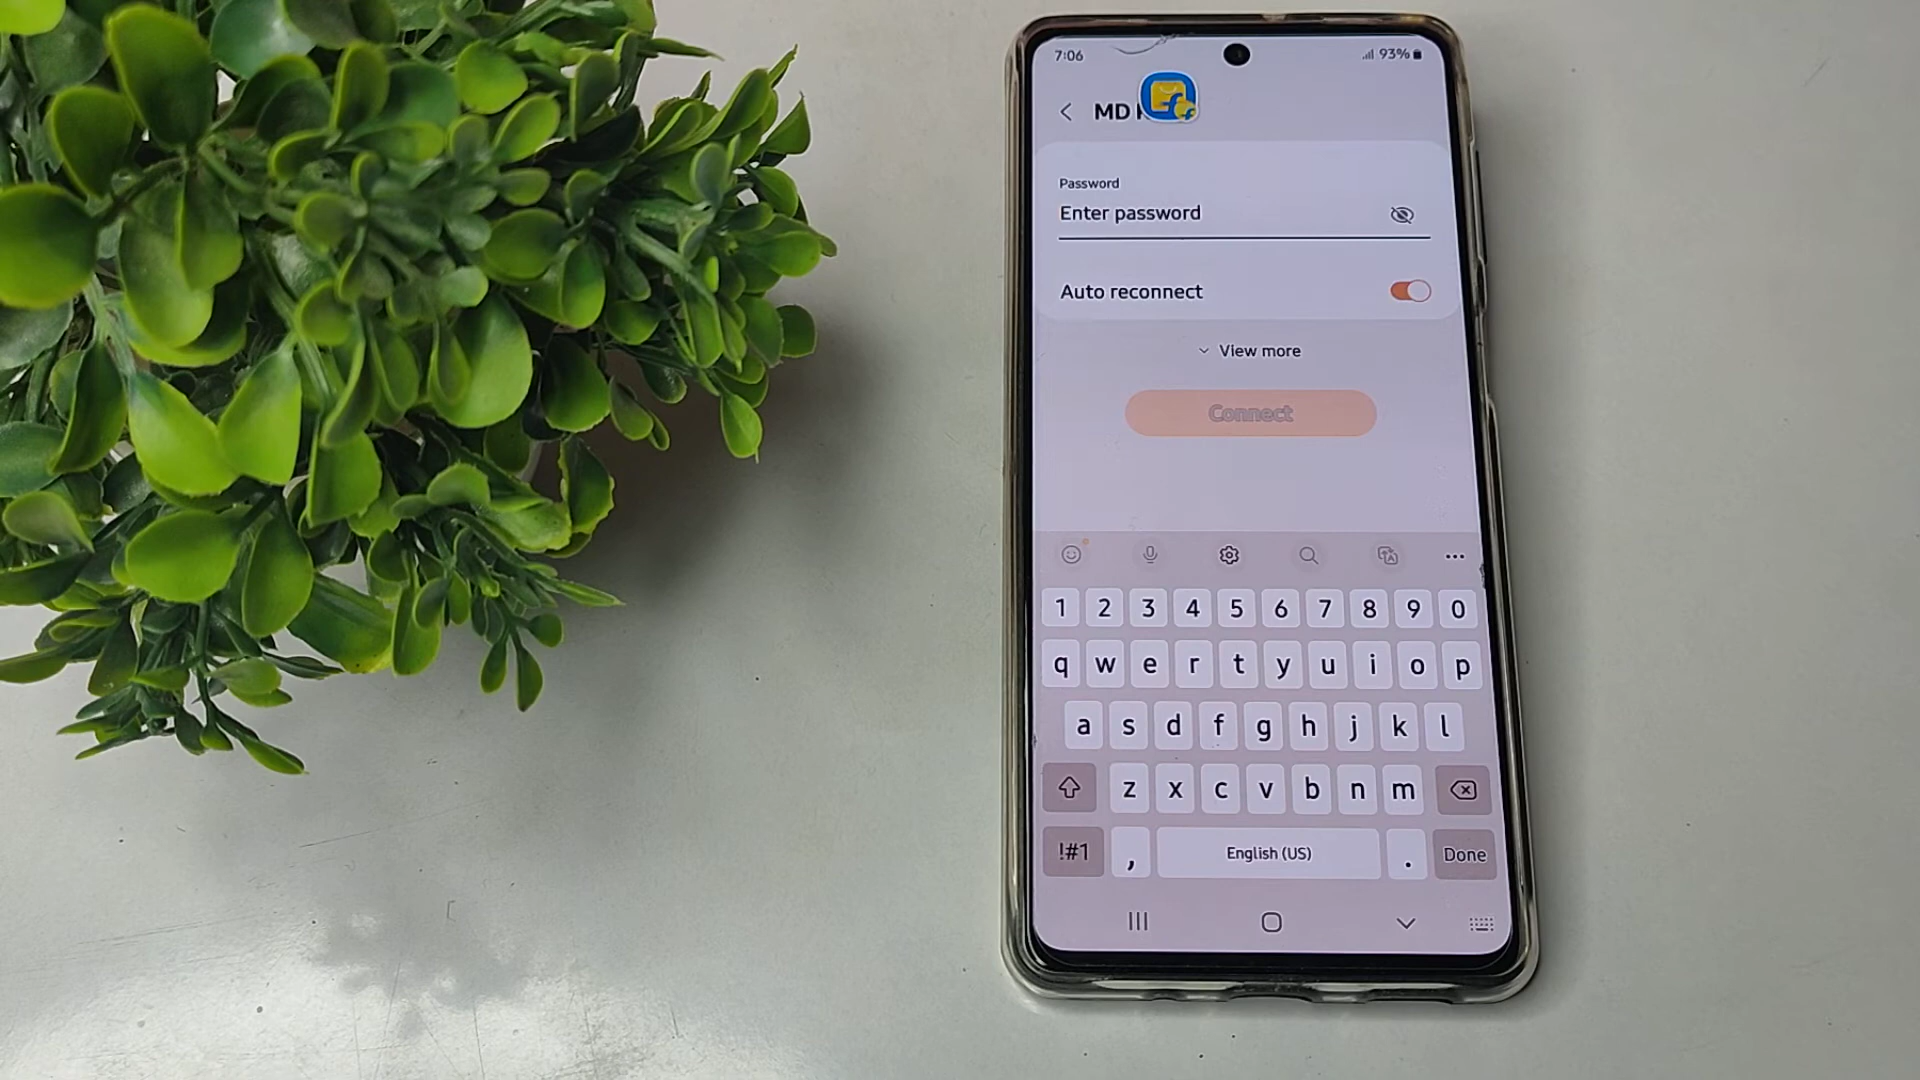 7:06
93%
MD
Password
Enter password
Auto reconnect
View more
Connect
1 2 3 4 5 6 7 8 9 0
q w e r t y u i o p
a s d f g h j k l
z x c v b n m
!#1 , English (US) . Done